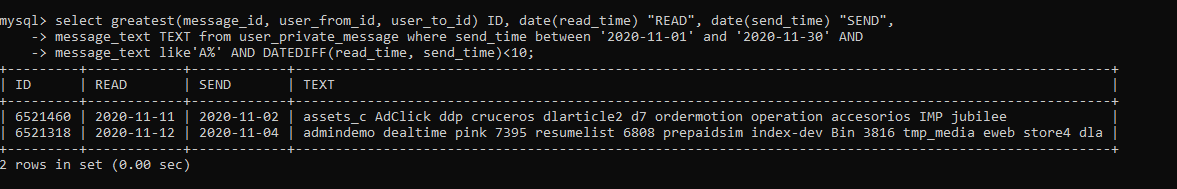 mysql> select greatest(message_id, user_from_id, user_to_id) ID, date(read_time) "READ", date(send_time) "SEND",
    -> message_text TEXT from user_private_message where send_time between '2020-11-01' and '2020-11-30' AND
    -> message_text like'A%' AND DATEDIFF(read_time, send_time)<10;
+---------+------------+------------+--------------------------------------------------------------------------------------------------------+
| ID      | READ       | SEND       | TEXT                                                                                                   |
+---------+------------+------------+--------------------------------------------------------------------------------------------------------+
| 6521460 | 2020-11-11 | 2020-11-02 | assets_c AdClick ddp cruceros dlarticle2 d7 ordermotion operation accesorios IMP jubilee               |
| 6521318 | 2020-11-12 | 2020-11-04 | admindemo dealtime pink 7395 resumelist 6808 prepaidsim index-dev Bin 3816 tmp_media eweb store4 dla |
+---------+------------+------------+--------------------------------------------------------------------------------------------------------+
2 rows in set (0.00 sec)